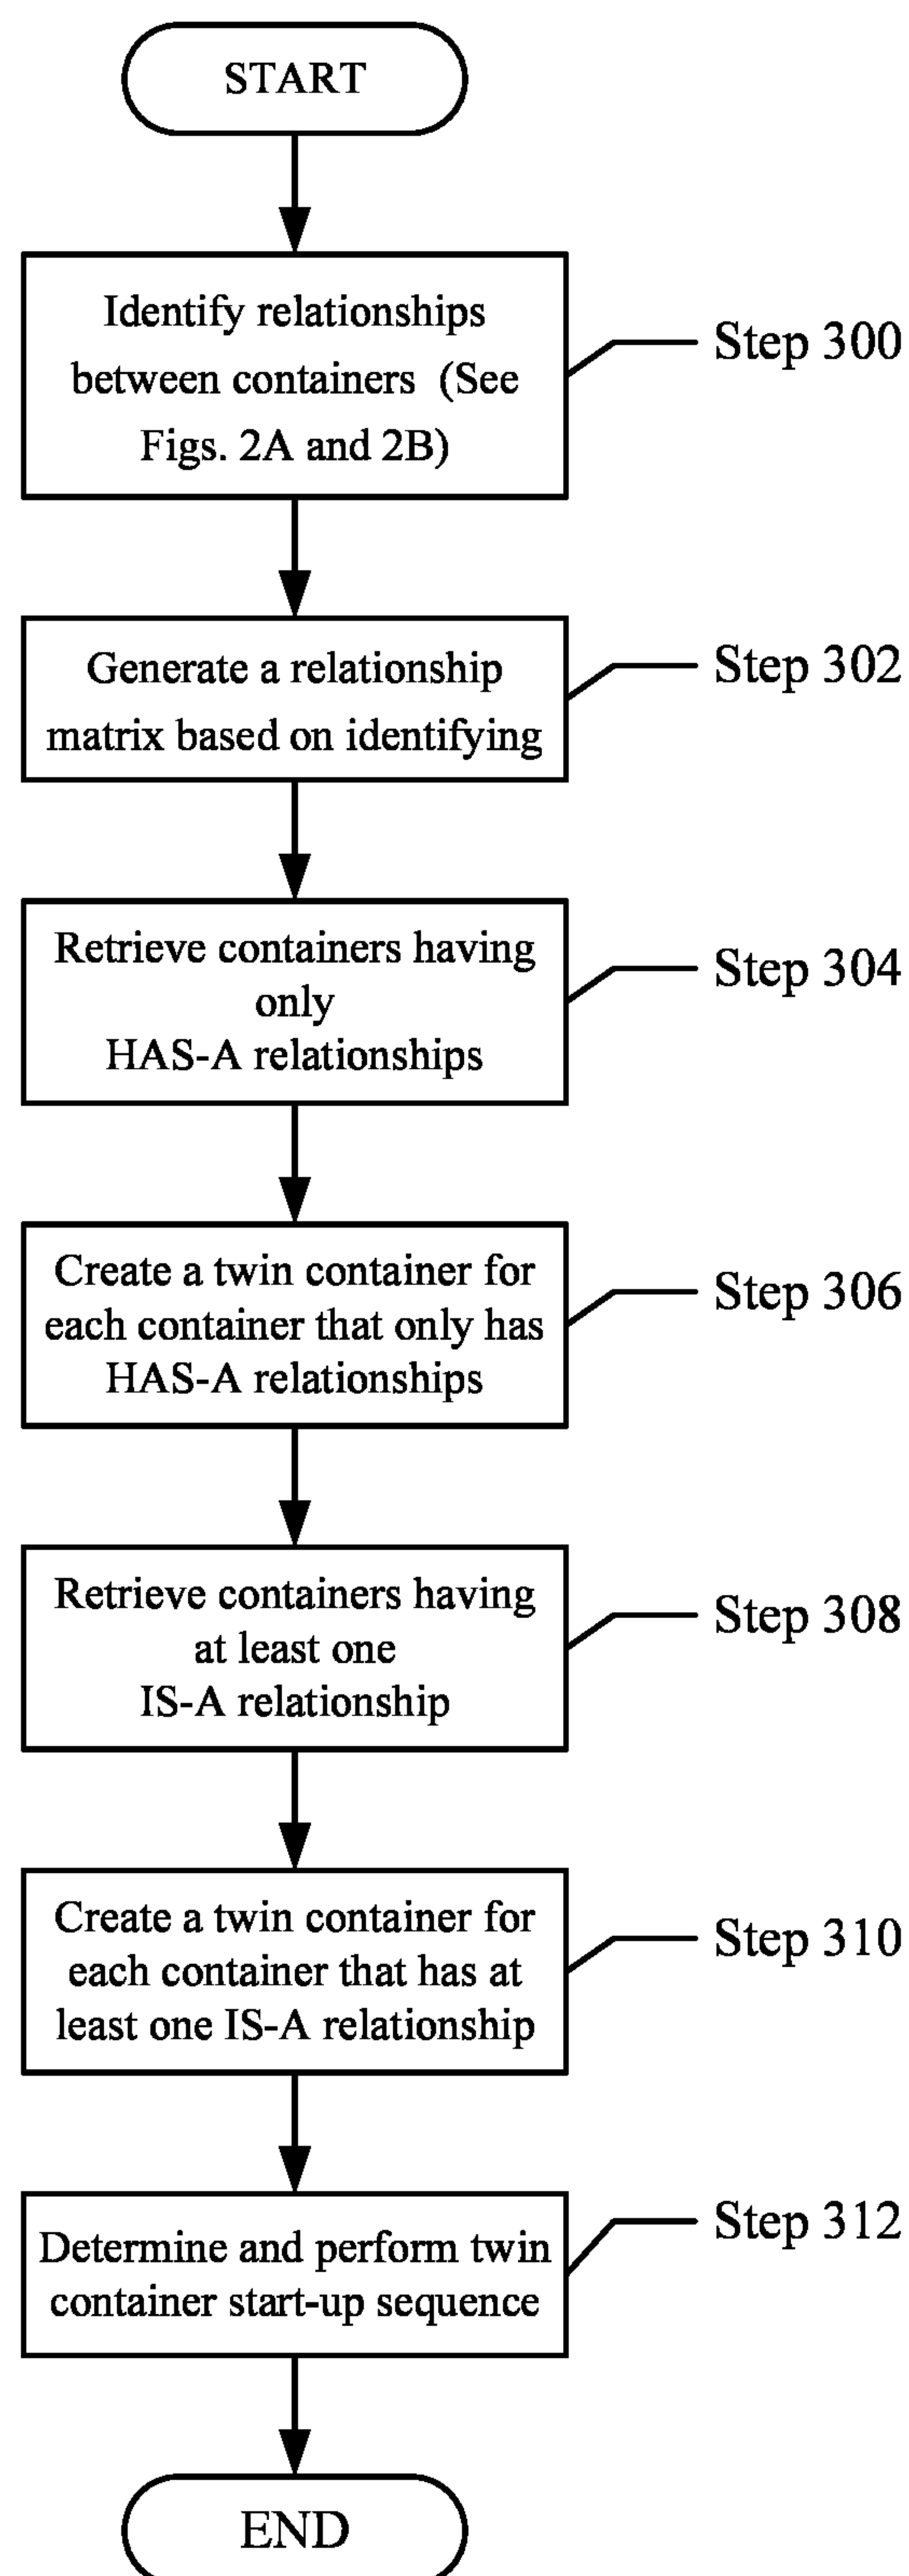 START
Identify relationships
between containers (See
Figs. 2A and 2B)
Step 300
Generate a relationship
matrix based on identifying
Step 302
Retrieve containers having
only
HAS-A relationships
Step 304
Create a twin container for
each container that only has
HAS-A relationships
Step 306
Retrieve containers having
at least one
IS-A relationship
Step 308
Create a twin container for
each container that has at
least one IS-A relationship
Step 310
Determine and perform twin
container start-up sequence
Step 312
END